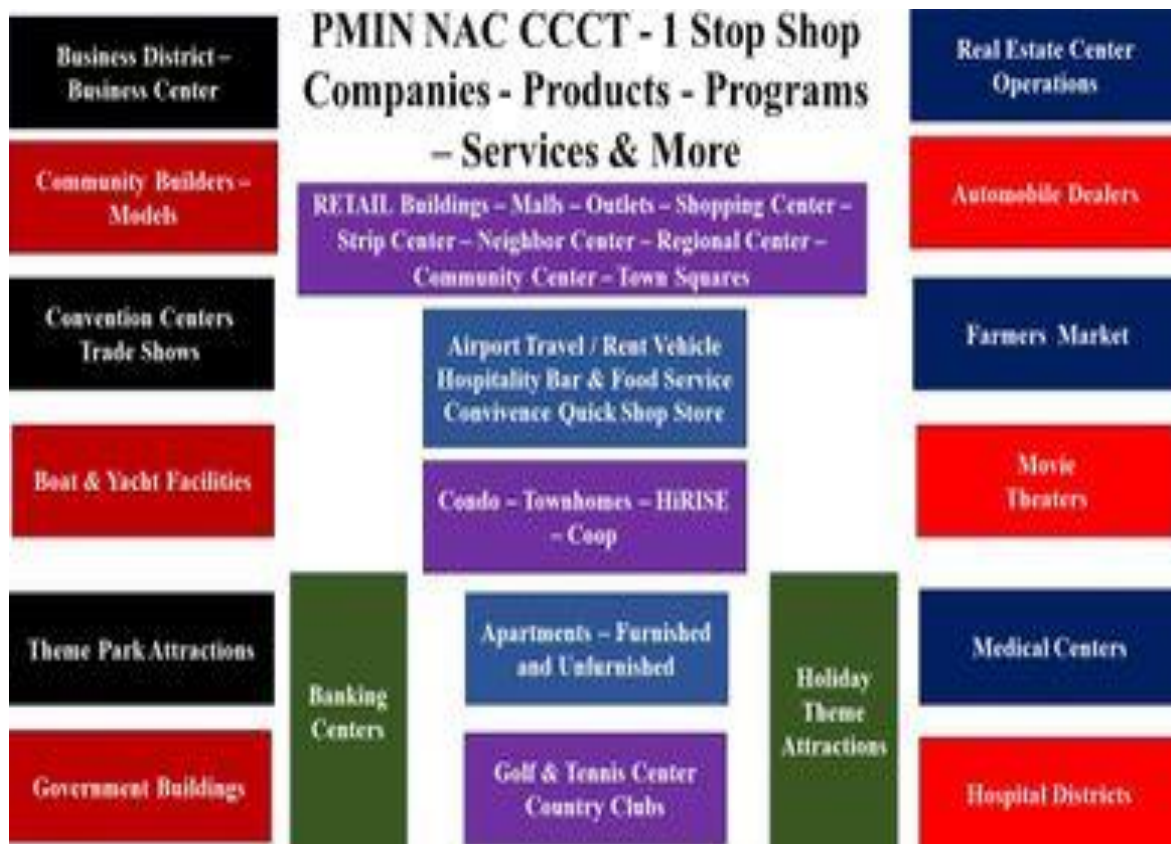 PMIN NAC CCCT - 1 Stop Shop
Companies - Products - Programs
– Services & More
Business District –
Business Center
Community Builders –
Models
Convention Centers
Trade Shows
Boat & Yacht Facilities
Theme Park Attractions
Government Buildings
RETAIL Buildings – Malls – Outlets – Shopping Center –
Strip Center – Neighbor Center – Regional Center –
Community Center – Town Squares
Airport Travel / Rent Vehicle
Hospitality Bar & Food Service
Convivence Quick Shop Store
Condo – Townhomes – HiRISE
– Coop
Banking
Centers
Apartments – Furnished
and Unfurnished
Golf & Tennis Center
Country Clubs
Holiday
Theme
Attractions
Real Estate Center
Operations
Automobile Dealers
Farmers Market
Movie
Theaters
Medical Centers
Hospital Districts